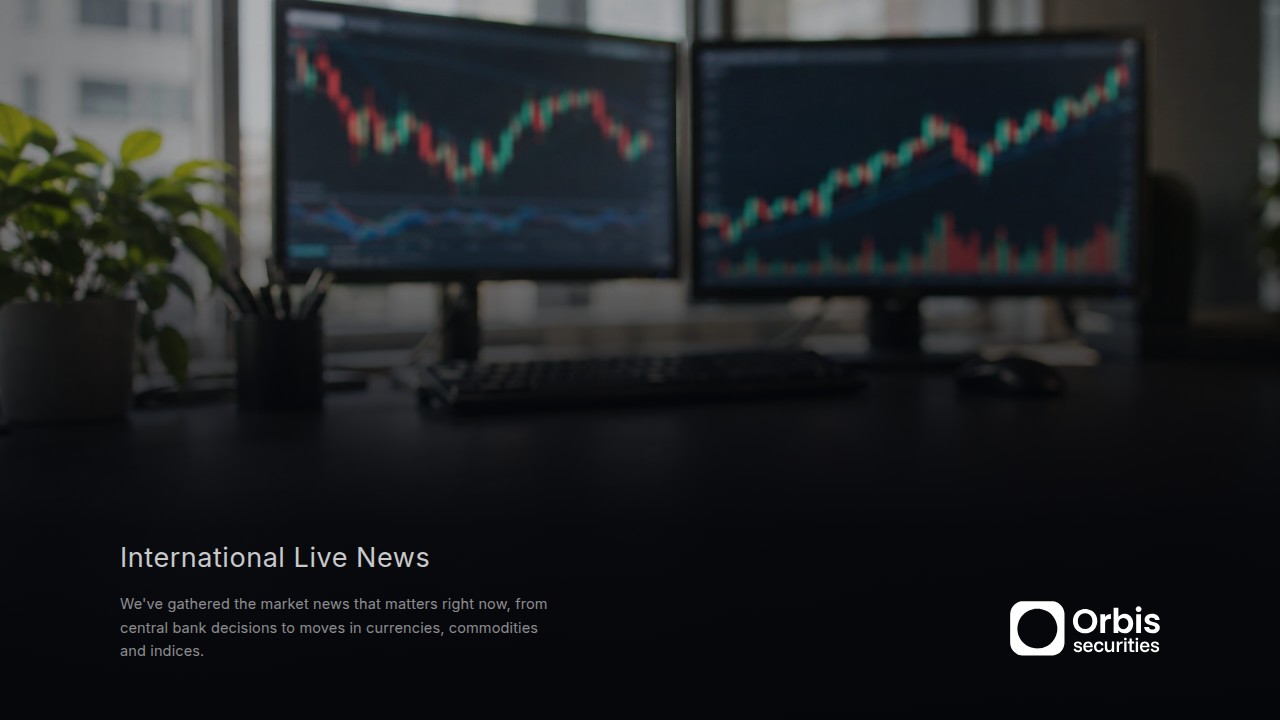 International Live News
We've gathered the market news that matters right now, from
central bank decisions to moves in currencies, commodities
and indices.
Orbis
securities